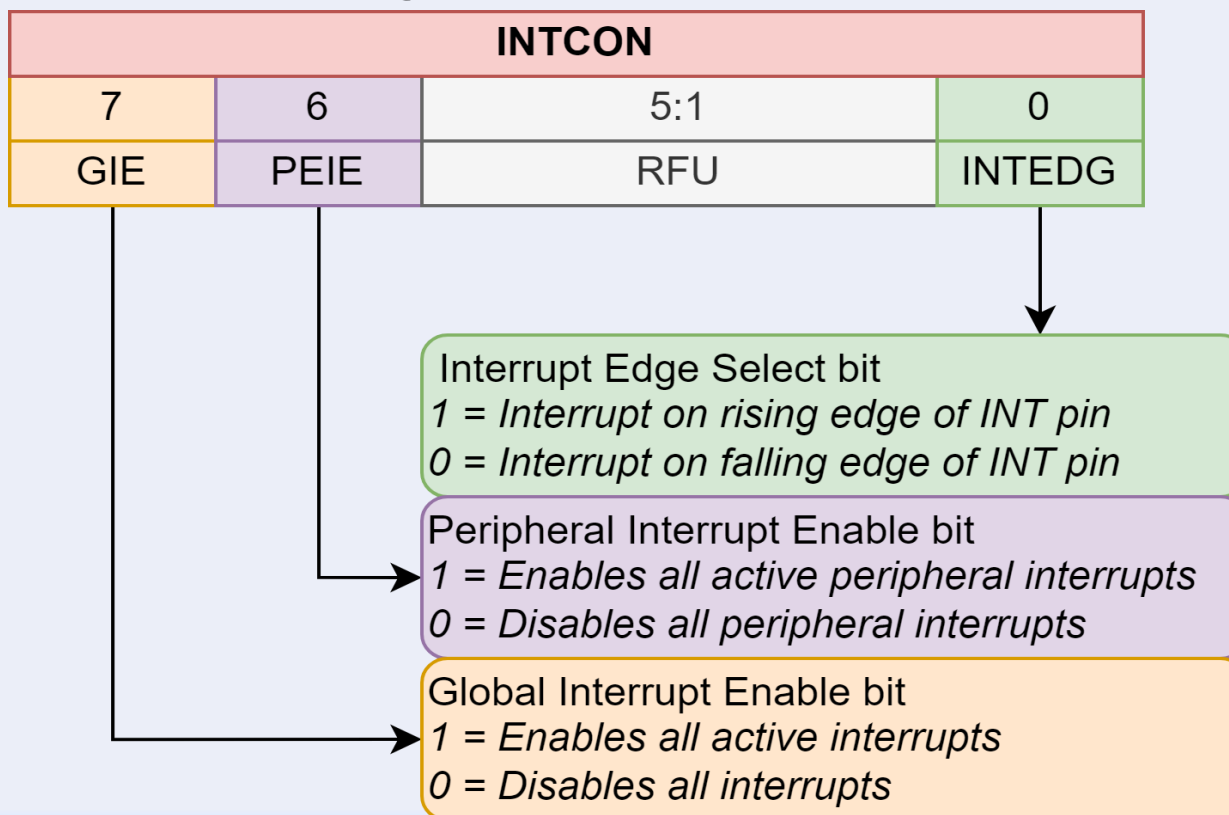 INTCON
7 6 5:1 0
GIE PEIE RFU INTEDG
Interrupt Edge Select bit
1 = Interrupt on rising edge of INT pin
0 = Interrupt on falling edge of INT pin
Peripheral Interrupt Enable bit
1 = Enables all active peripheral interrupts
0 = Disables all peripheral interrupts
Global Interrupt Enable bit
1 = Enables all active interrupts
0 = Disables all interrupts